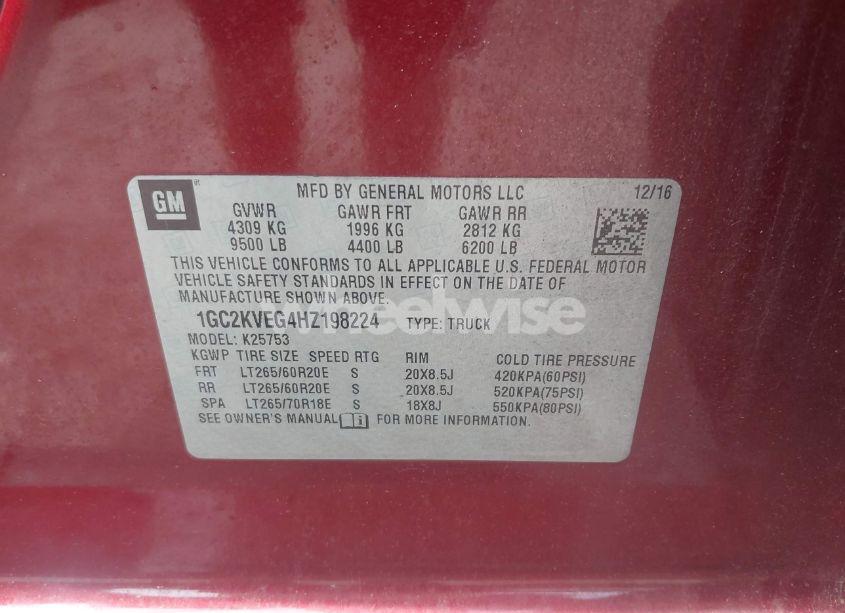 GM
MFD BY GENERAL MOTORS LLC 12/16
GVWR GAWR FRT GAWR RR
4309 KG 1996 KG 2812 KG
9500 LB 4400 LB 6200 LB
THIS VEHICLE CONFORMS TO ALL APPLICABLE U.S. FEDERAL MOTOR
VEHICLE SAFETY STANDARDS IN EFFECT ON THE DATE OF
MANUFACTURE SHOWN ABOVE.
wheelwise
1GC2KVEG4HZ198224 TYPE: TRUCK
MODEL: K25753
KGWP TIRE SIZE SPEED RTG RIM COLD TIRE PRESSURE
FRT LT265/60R20E S 20X8.5J 420KPA(60PSI)
RR LT265/60R20E S 20X8.5J 520KPA(75PSI)
SPA LT265/70R18E S 18X8J 550KPA(80PSI)
SEE OWNER'S MANUAL FOR MORE INFORMATION.